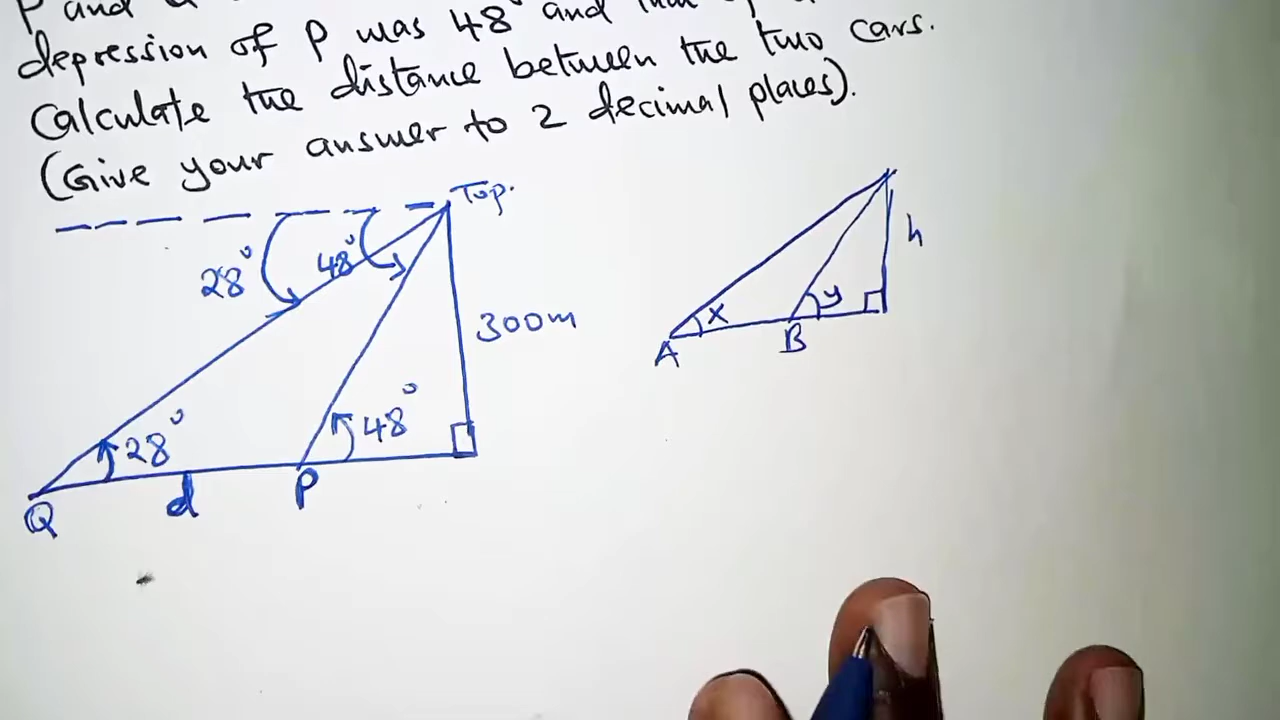 P and
depression of P was 48° and that
Calculate the distance between the two cars.
(Give your answer to 2 decimal places).
Top.
28° 48°
300m
h
x y
A B
28° 48°
d P
Q